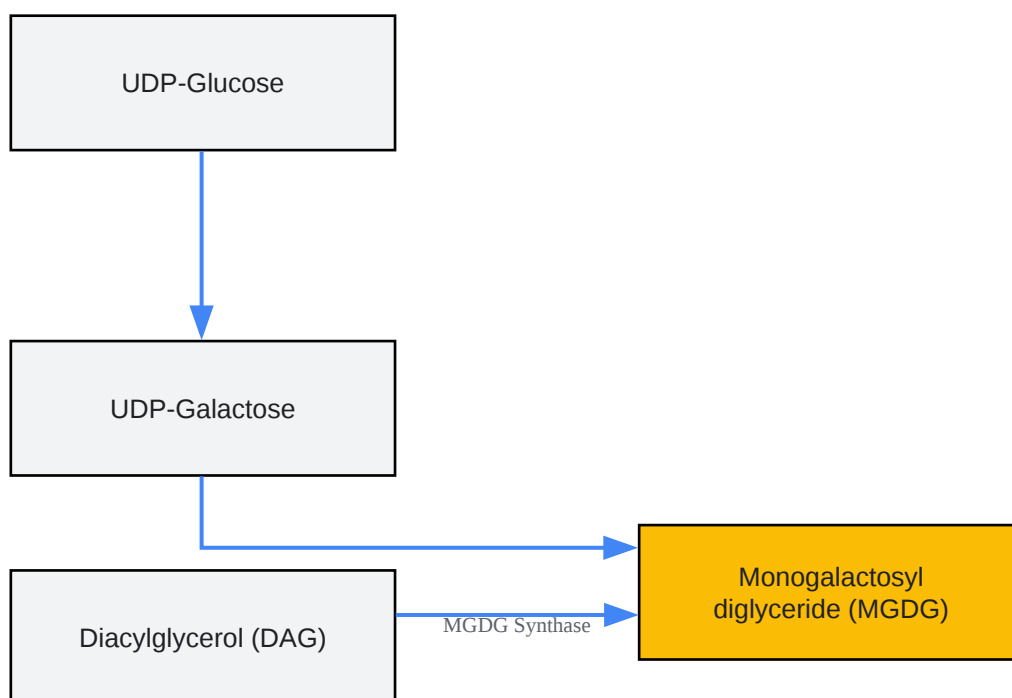 UDP-Glucose
UDP-Galactose
Monogalactosyl
diglyceride (MGDG)
MGDG Synthase
Diacylglycerol (DAG)